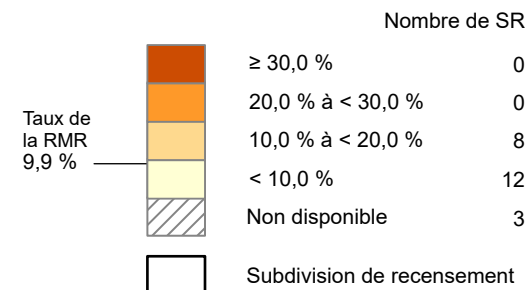 Nombre de SR
≥ 30,0 % 0
20,0 % à < 30,0 % 0
Taux de
la RMR
9,9 %
10,0 % à < 20,0 % 8
< 10,0 % 12
Non disponible 3
Subdivision de recensement